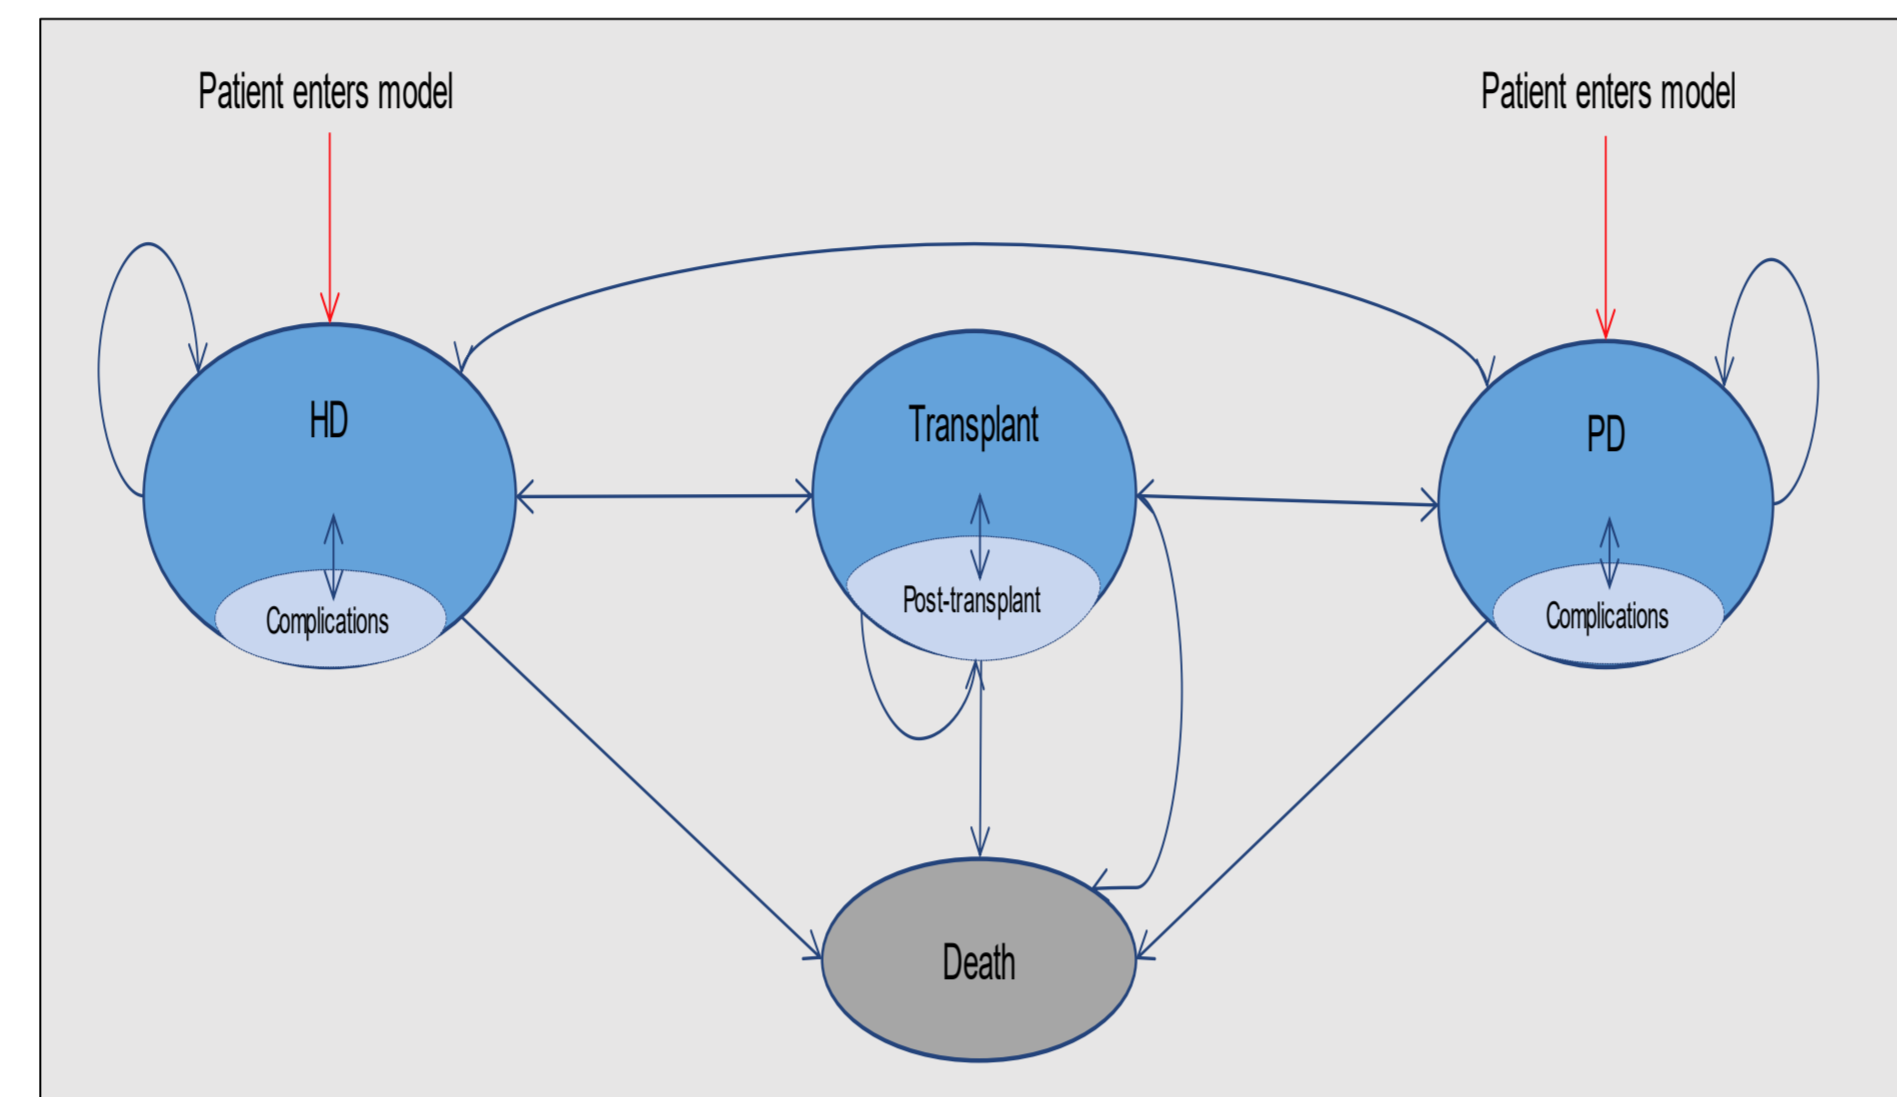 Patient enters model
Patient enters model
HD
Transplant
PD
Complications
Post-transplant
Complications
Death